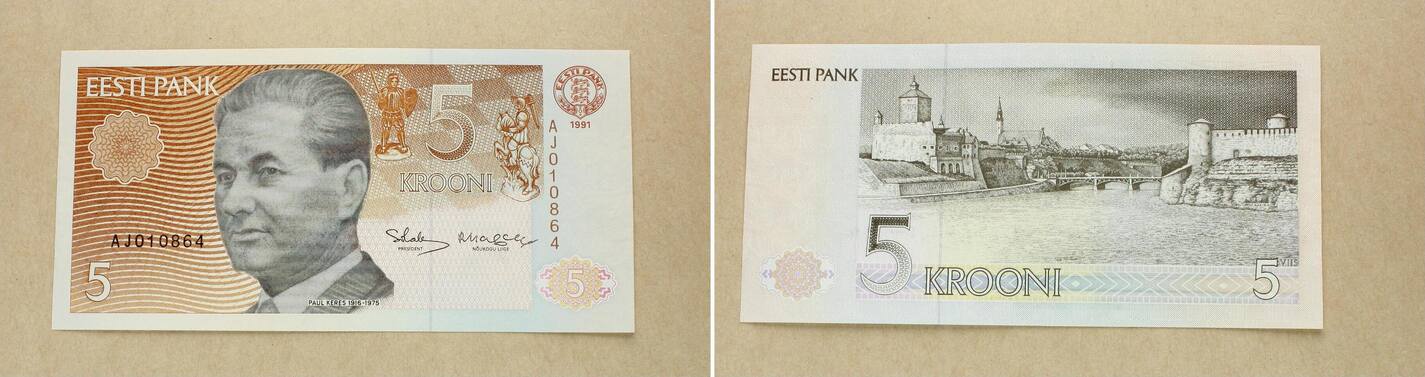 EESTI PANK
5
KROONI
EESTI PANK
1991
AJ010864
AJ010864
PRESIDENT
NÕUKOGU LIIGE
5
5
PAUL KERES 1916-1975
EESTI PANK
5
KROONI
5